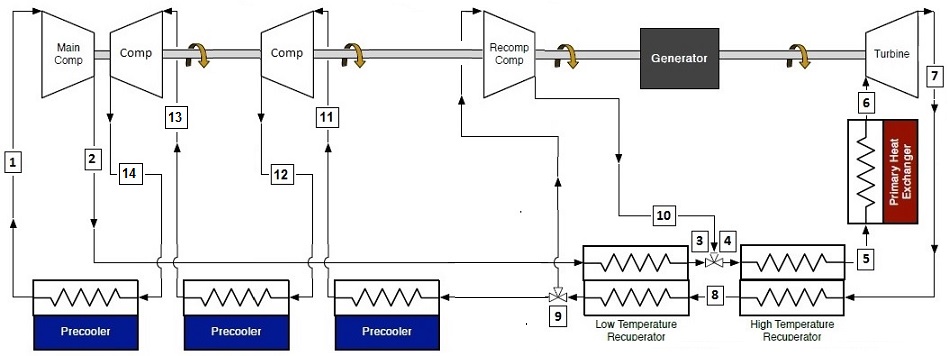 Main
Comp
Comp
Comp
Recomp
Comp
Generator
Turbine
7
6
13
11
1
2
14
12
Primary Heat
Exchanger
10
3
4
5
8
9
Precooler
Precooler
Precooler
Low Temperature
Recuperator
High Temperature
Recuperator